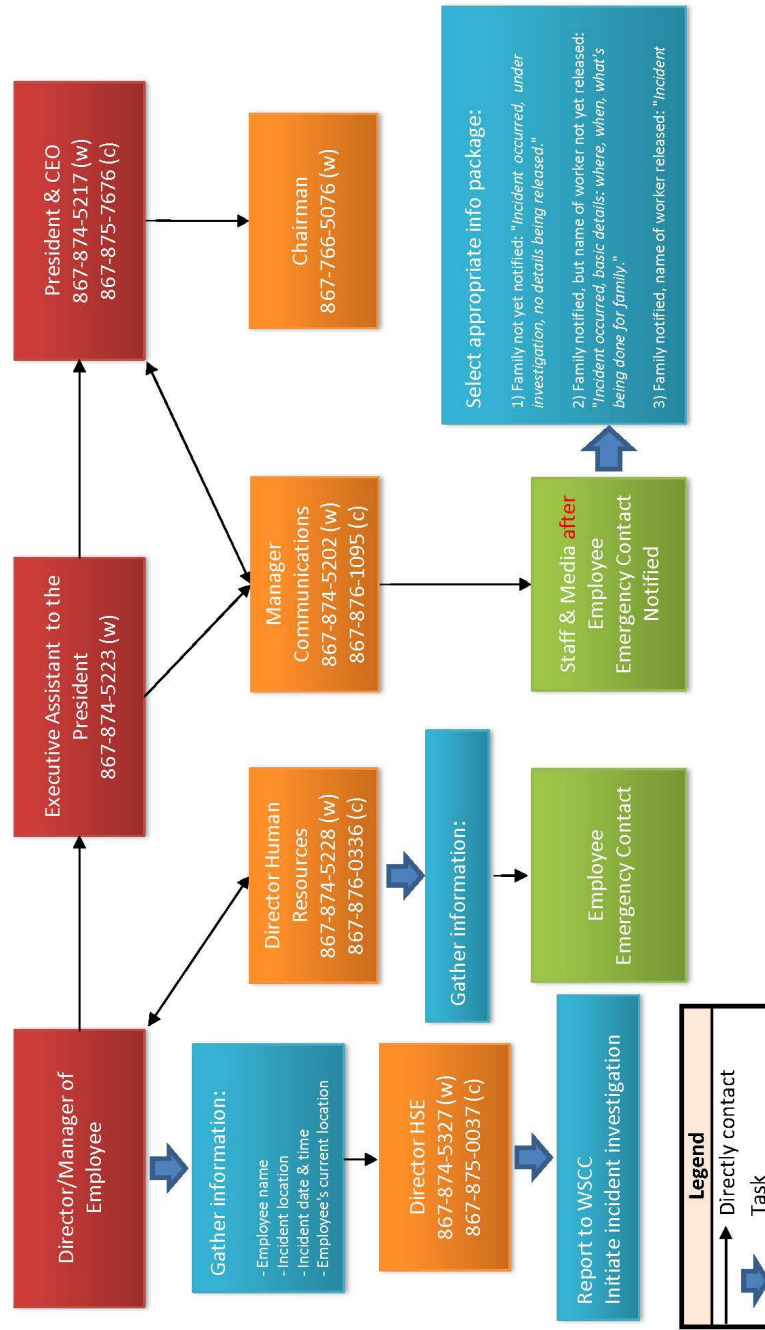 Director/Manager of
Employee
Executive Assistant to the
President
867-874-5223 (w)
President & CEO
867-874-5217 (w)
867-875-7676 (c)
Gather information:
- Employee name
- Incident location
- Incident date & time
- Employee's current location
Director Human
Resources
867-874-5228 (w)
867-876-0336 (c)
Manager
Communications
867-874-5202 (w)
867-876-1095 (c)
Chairman
867-766-5076 (w)
Director HSE
867-874-5327 (w)
867-875-0037 (c)
Gather information:
Report to WSCC
Initiate incident investigation
Employee
Emergency Contact
Staff & Media after
Employee
Emergency Contact
Notified
Select appropriate info package:
1) Family not yet notified: "Incident occurred, under
investigation, no details being released."
2) Family notified, but name of worker not yet released:
"Incident occurred, basic details: where, when, what's
being done for family."
3) Family notified, name of worker released: "Incident
Legend
Directly contact
Task